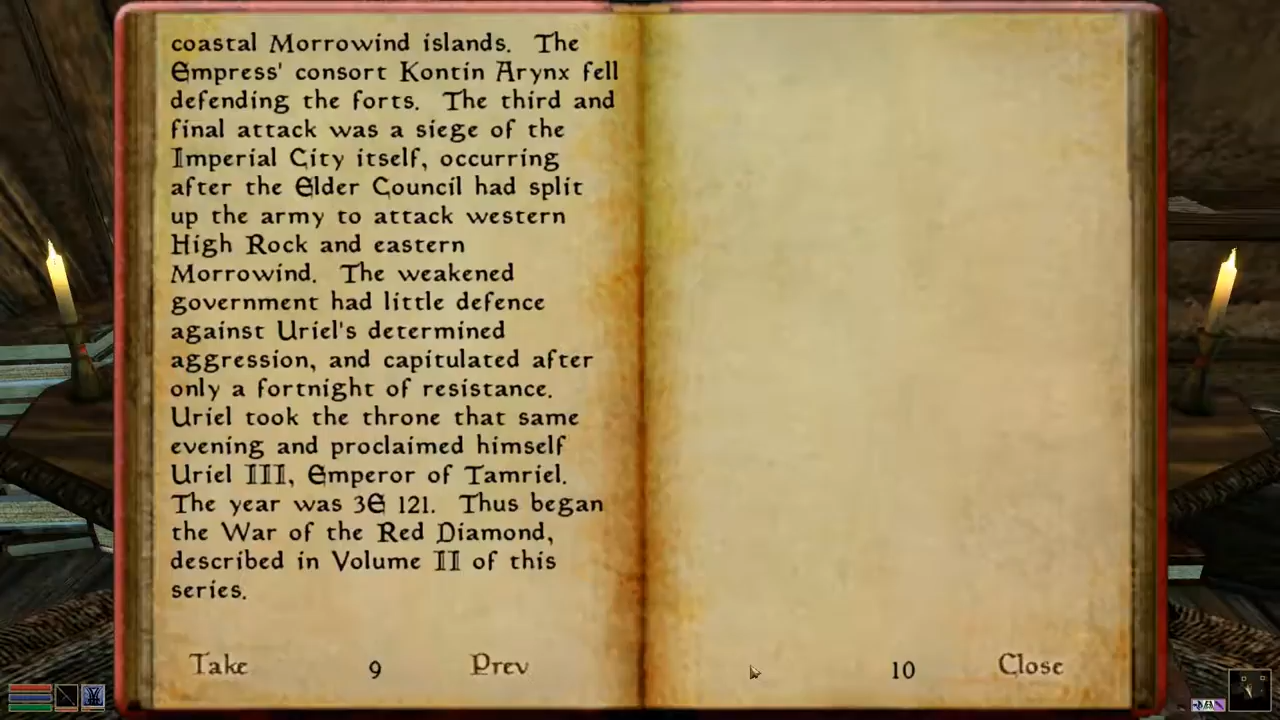 coastal Morrowind islands. The
Empress' consort Kontin Arynx fell
defending the forts. The third and
final attack was a siege of the
Imperial City itself, occurring
after the Elder Council had split
up the army to attack western
High Rock and eastern
Morrowind. The weakened
government had little defence
against Uriel's determined
aggression, and capitulated after
only a fortnight of resistance.
Uriel took the throne that same
evening and proclaimed himself
Uriel III, Emperor of Tamriel.
The year was 3E 121. Thus began
the War of the Red Diamond,
described in Volume II of this
series.
Take 9 Prev 10 Close